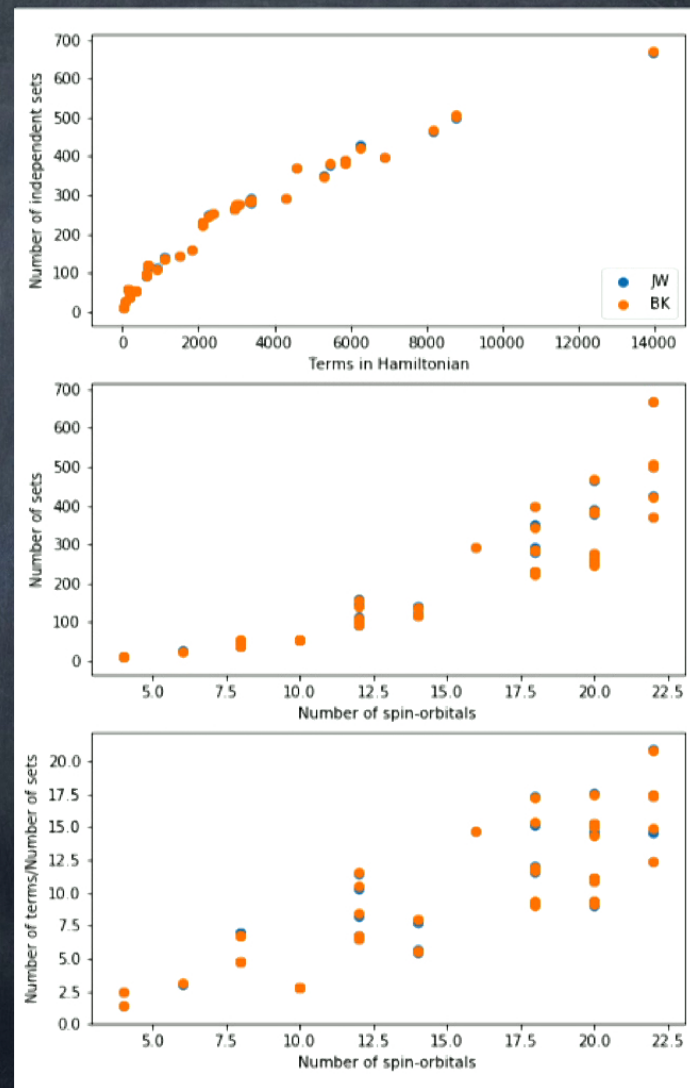 700
600
500
400
300
200
100
0
Number of independent sets
JW
BK
0 2000 4000 6000 8000 10000 12000 14000
Terms in Hamiltonian
700
600
500
400
300
200
100
0
Number of sets
5.0 7.5 10.0 12.5 15.0 17.5 20.0 22.5
Number of spin-orbitals
20.0
17.5
15.0
12.5
10.0
7.5
5.0
2.5
0.0
Number of terms/Number of sets
5.0 7.5 10.0 12.5 15.0 17.5 20.0 22.5
Number of spin-orbitals